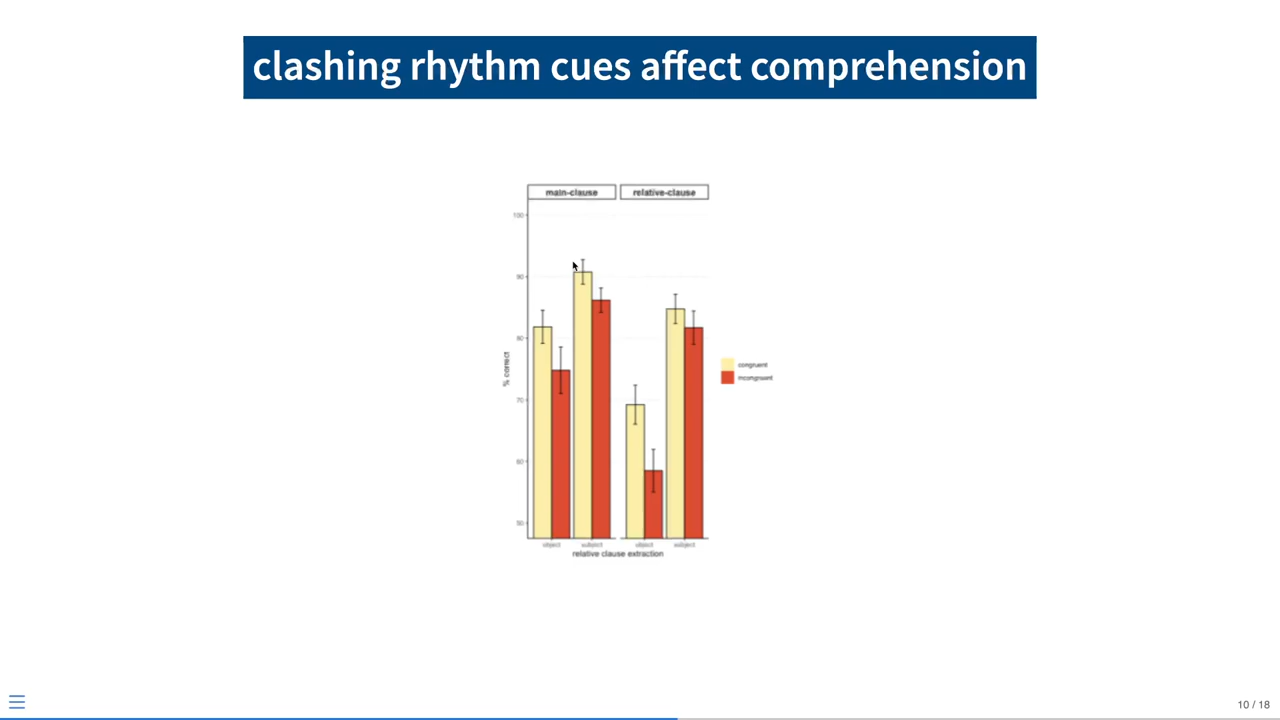 clashing rhythm cues affect comprehension
main-clause relative-clause
100
90
80
70
60
50
% correct
object subject object subject
relative clause extraction
congruent
incongruent
10 / 18